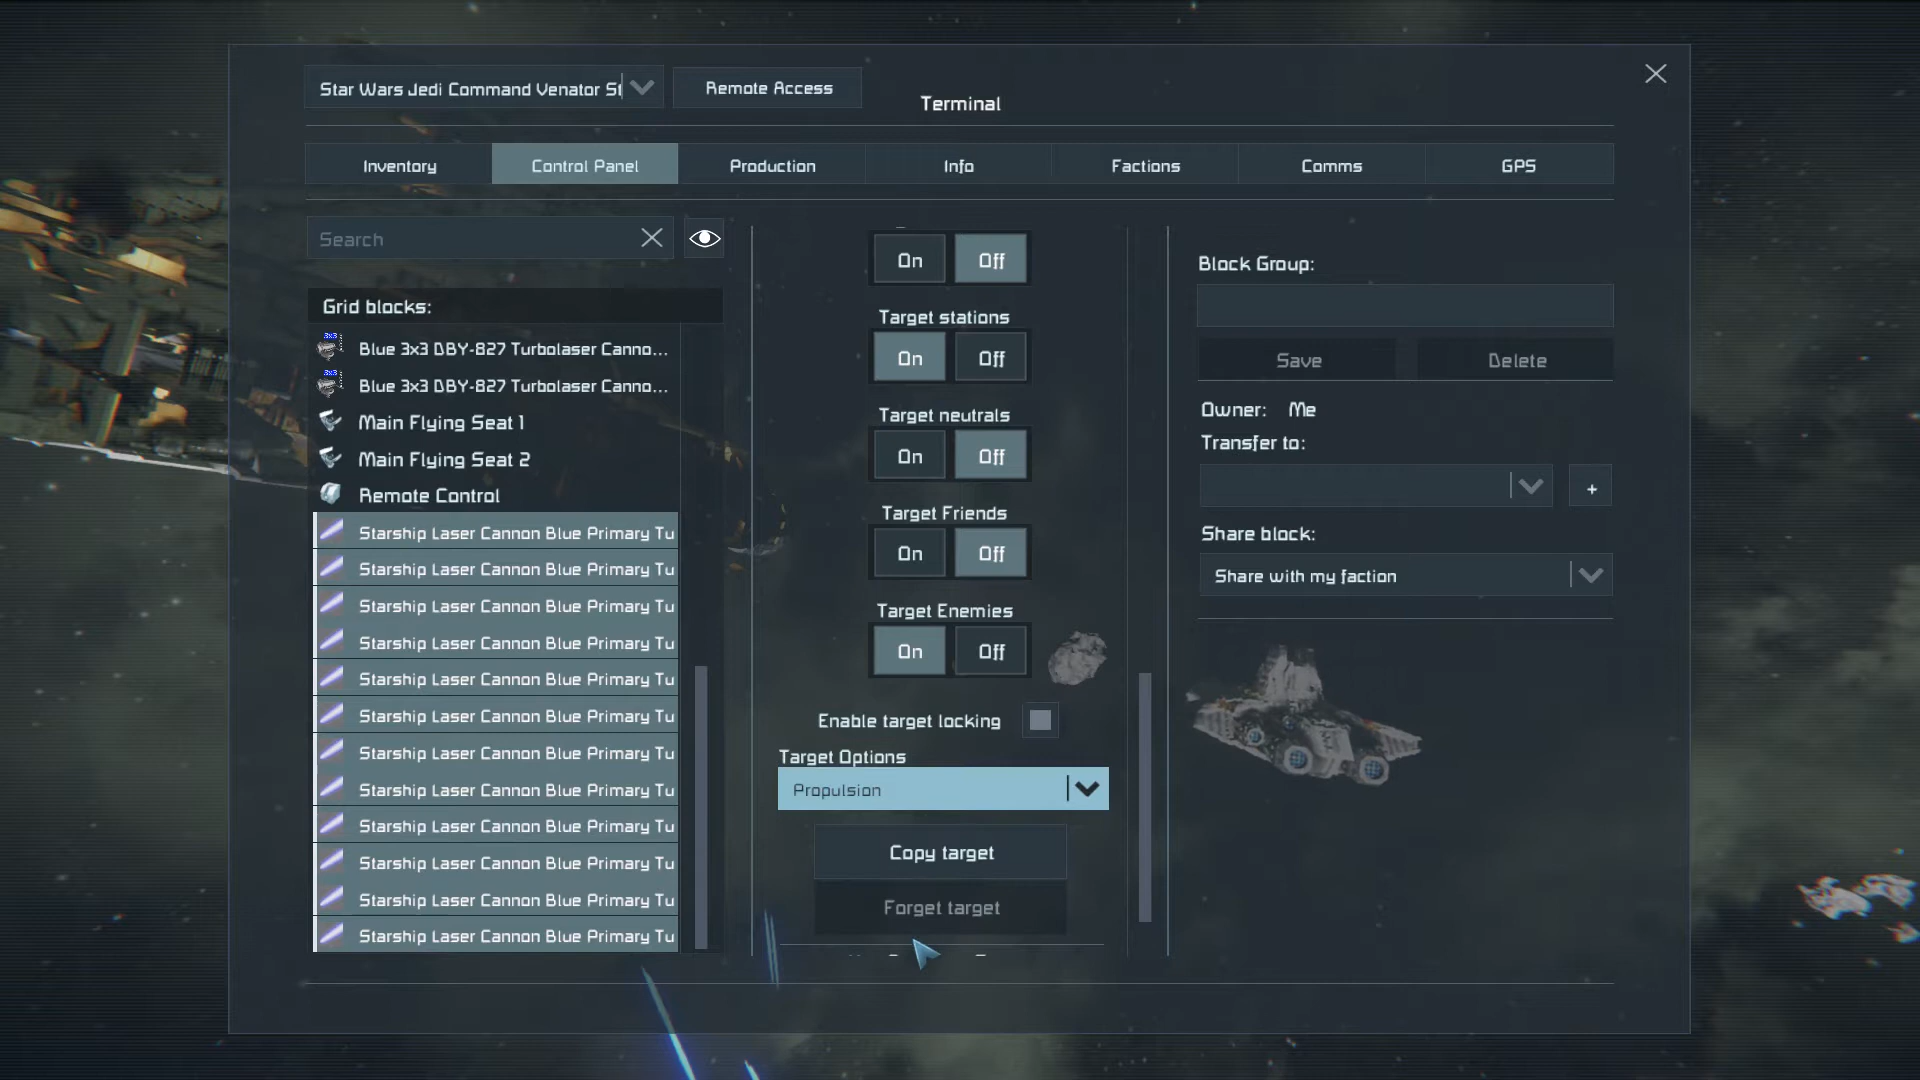 Star Wars Jedi Command Venator St
Remote Access
Terminal
Inventory
Control Panel
Production
Info
Factions
Comms
GPS
Search
Grid blocks:
3x3
Blue 3x3 DBY-827 Turbolaser Canno...
3x3
Blue 3x3 DBY-827 Turbolaser Canno...
Main Flying Seat 1
Main Flying Seat 2
Remote Control
Starship Laser Cannon Blue Primary Tu
Starship Laser Cannon Blue Primary Tu
Starship Laser Cannon Blue Primary Tu
Starship Laser Cannon Blue Primary Tu
Starship Laser Cannon Blue Primary Tu
Starship Laser Cannon Blue Primary Tu
Starship Laser Cannon Blue Primary Tu
Starship Laser Cannon Blue Primary Tu
Starship Laser Cannon Blue Primary Tu
Starship Laser Cannon Blue Primary Tu
Starship Laser Cannon Blue Primary Tu
Starship Laser Cannon Blue Primary Tu
On Off
Target stations
On Off
Target neutrals
On Off
Target Friends
On Off
Target Enemies
On Off
Enable target locking
Target Options
Propulsion
Copy target
Forget target
Block Group:
Save Delete
Owner: Me
Transfer to:
+
Share block:
Share with my faction